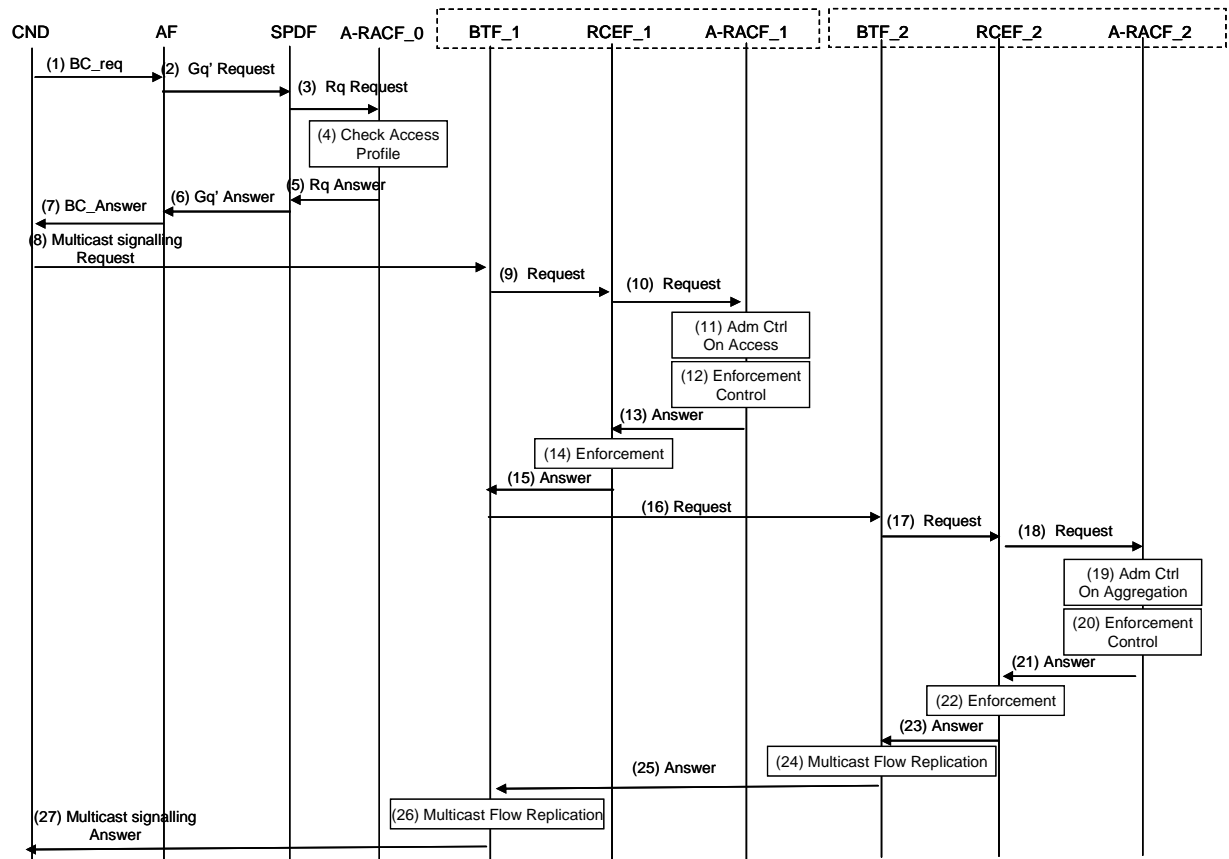 CND AF SPDF A-RACF_0 BTF_1 RCEF_1 A-RACF_1 BTF_2 RCEF_2 A-RACF_2
(1) BC_req
(2) Gq' Request
(3) Rq Request
(4) Check Access
Profile
(5) Rq Answer
(6) Gq' Answer
(7) BC_Answer
(8) Multicast signalling
Request
(9) Request
(10) Request
(11) Adm Ctrl
On Access
(12) Enforcement
Control
(13) Answer
(14) Enforcement
(15) Answer
(16) Request
(17) Request
(18) Request
(19) Adm Ctrl
On Aggregation
(20) Enforcement
Control
(21) Answer
(22) Enforcement
(23) Answer
(24) Multicast Flow Replication
(25) Answer
(26) Multicast Flow Replication
(27) Multicast signalling
Answer